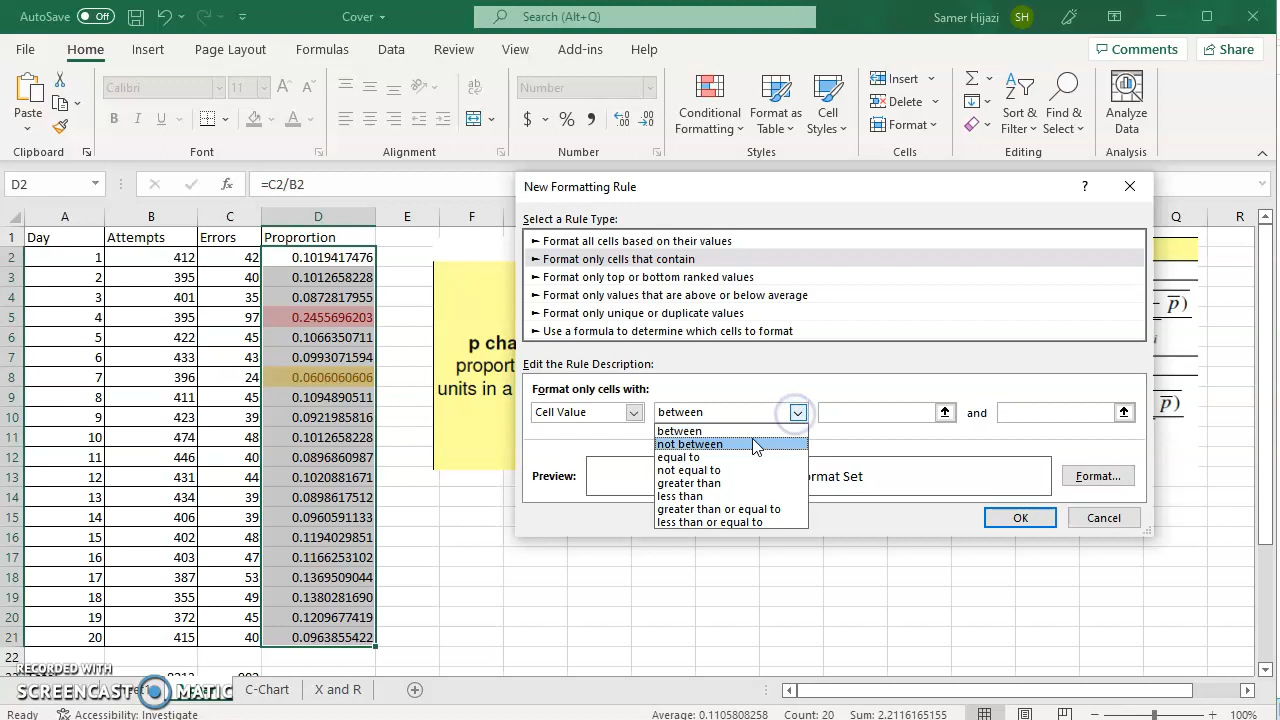 AutoSave Off Cover Search (Alt+Q) Samer Hijazi SH
File Home Insert Page Layout Formulas Data Review View Add-ins Help Comments Share
Paste Calibri 11 Number Conditional Formatting Format as Table Cell Styles Insert Delete Format Sort & Filter Find & Select Analyze Data
Clipboard Font Alignment Number Styles Cells Editing Analysis
D2 fx =C2/B2
New Formatting Rule ?
Select a Rule Type:
► Format all cells based on their values
► Format only cells that contain
► Format only top or bottom ranked values
► Format only values that are above or below average
► Format only unique or duplicate values
► Use a formula to determine which cells to format
Edit the Rule Description:
Format only cells with:
Cell Value between and
between
not between
equal to
not equal to
greater than
less than
greater than or equal to
less than or equal to
Preview: ormat Set Format...
OK Cancel
A B C D E F Q R
1 Day Attempts Errors Proprortion
2 1 412 42 0.1019417476
3 2 395 40 0.1012658228
4 3 401 35 0.0872817955
5 4 395 97 0.2455696203
6 5 422 45 0.1066350711
7 6 433 43 0.0993071594
8 7 396 24 0.0606060606
9 8 411 45 0.1094890511
10 9 423 39 0.0921985816
11 10 474 48 0.1012658228
12 11 446 40 0.0896860987
13 12 431 44 0.1020881671
14 13 434 39 0.0898617512
15 14 406 39 0.0960591133
16 15 402 48 0.1194029851
17 16 403 47 0.1166253102
18 17 387 53 0.1369509044
19 18 355 49 0.1380281690
20 19 372 45 0.1209677419
21 20 415 40 0.0963855422
22
p cha
proport
units in a
p̄)
p̄)
RECORDED WITH
SCREENCAST MATIC
C-Chart X and R
Ready Accessibility: Investigate Average: 0.1105808258 Count: 20 Sum: 2.2116165155 100%